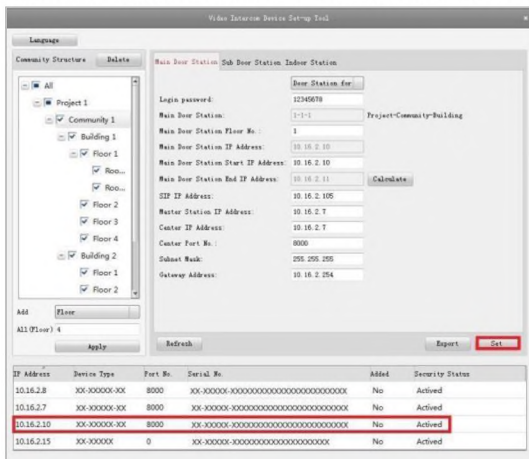 Video Intercom Device Set-up Tool
Language
Community Structure Delete
Main Door Station Sub Door Station Indoor Station
All
Project 1
Community 1
Building 1
Floor 1
Roo...
Roo...
Floor 2
Floor 3
Floor 4
Building 2
Floor 1
Floor 2
Add Floor
All(Floor) 4
Apply
Door Station for
Login password: 12345678
Main Door Station: 1-1-1 Project-Community-Building
Main Door Station Floor No.: 1
Main Door Station IP Address: 10.16.2.10
Main Door Station Start IP Address: 10.16.2.10
Main Door Station End IP Address: 10.16.2.11 Calculate
SIP IP Address: 10.16.2.105
Master Station IP Address: 10.16.2.7
Center IP Address: 10.16.2.7
Center Port No.: 8000
Subnet Mask: 255.255.255
Gateway Address: 10.16.2.254
Refresh Export Set
IP Address Device Type Port No. Serial No. Added Security Status
10.16.2.8 XX-XXXXX-XX 8000 XX-XXXXX-XXXXXXXXXXXXXXXXXXXXXXXXX No Actived
10.16.2.7 XX-XXXXX-XX 8000 XX-XXXXX-XXXXXXXXXXXXXXXXXXXXXXXXX No Actived
10.16.2.10 XX-XXXXX-XX 8000 XX-XXXXX-XXXXXXXXXXXXXXXXXXXXXXXXX No Actived
10.16.2.15 XX-XXXXX 0 XX-XXXXX-XXXXXXXXXXXXXXXXXXXXX No Actived